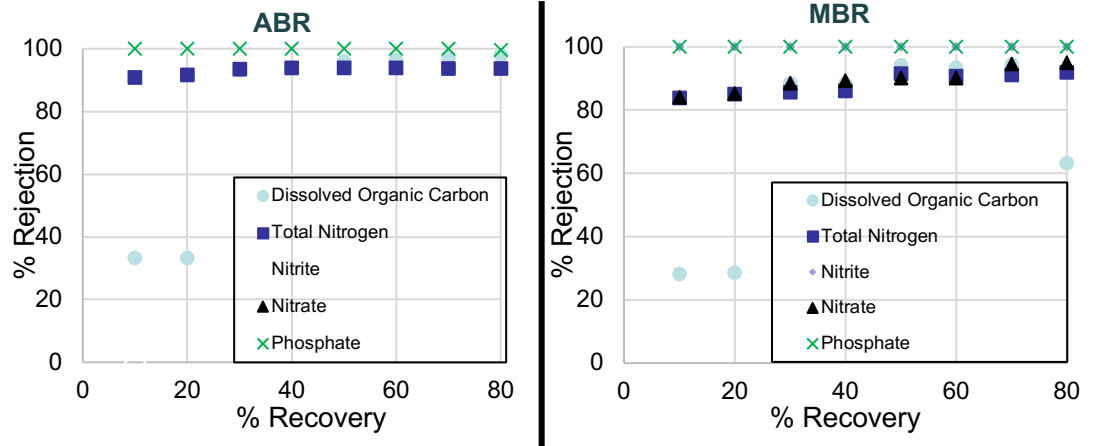 ABR
% Rejection
100
80
60
40
20
0
0 20 40 60 80
% Recovery
Dissolved Organic Carbon
Total Nitrogen
Nitrite
Nitrate
Phosphate
MBR
% Rejection
100
80
60
40
20
0
0 20 40 60 80
% Recovery
Dissolved Organic Carbon
Total Nitrogen
Nitrite
Nitrate
Phosphate